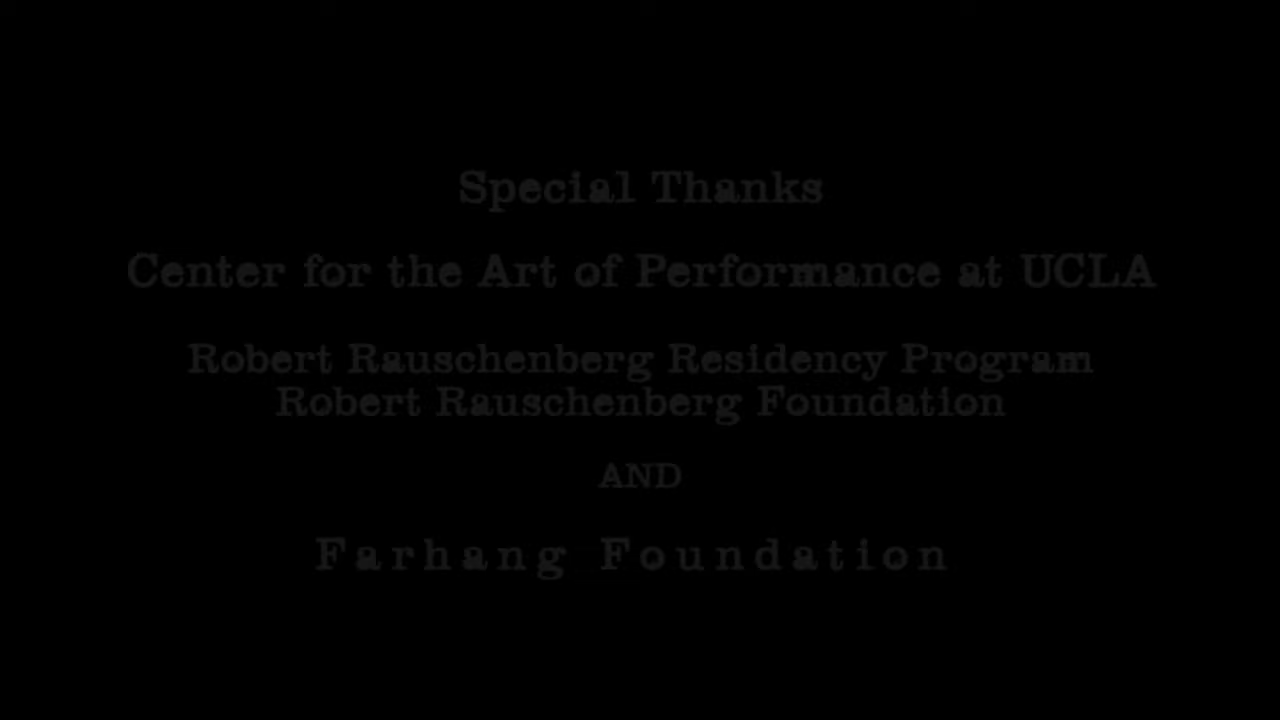 Special Thanks
Center for the Art of Performance at UCLA
Robert Rauschenberg Residency Program
Robert Rauschenberg Foundation
AND
Farhang Foundation